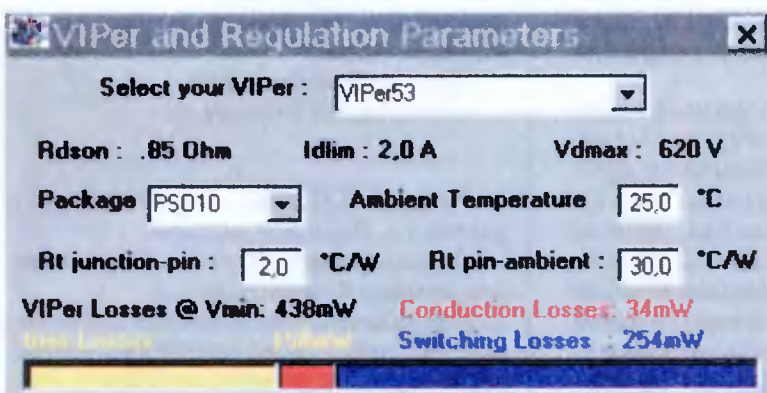 VIPer and Regulation Parameters
Select your VIPer : VIPer53
Rdson : .85 Ohm Idlim : 2,0 A Vdmax : 620 V
Package PSO10 Ambient Temperature 25,0 °C
Rt junction-pin : 2,0 °C/W Rt pin-ambient : 30,0 °C/W
VIPer Losses @ Vmin: 438mW Conduction Losses: 34mW
Losses Switching Losses : 254mW